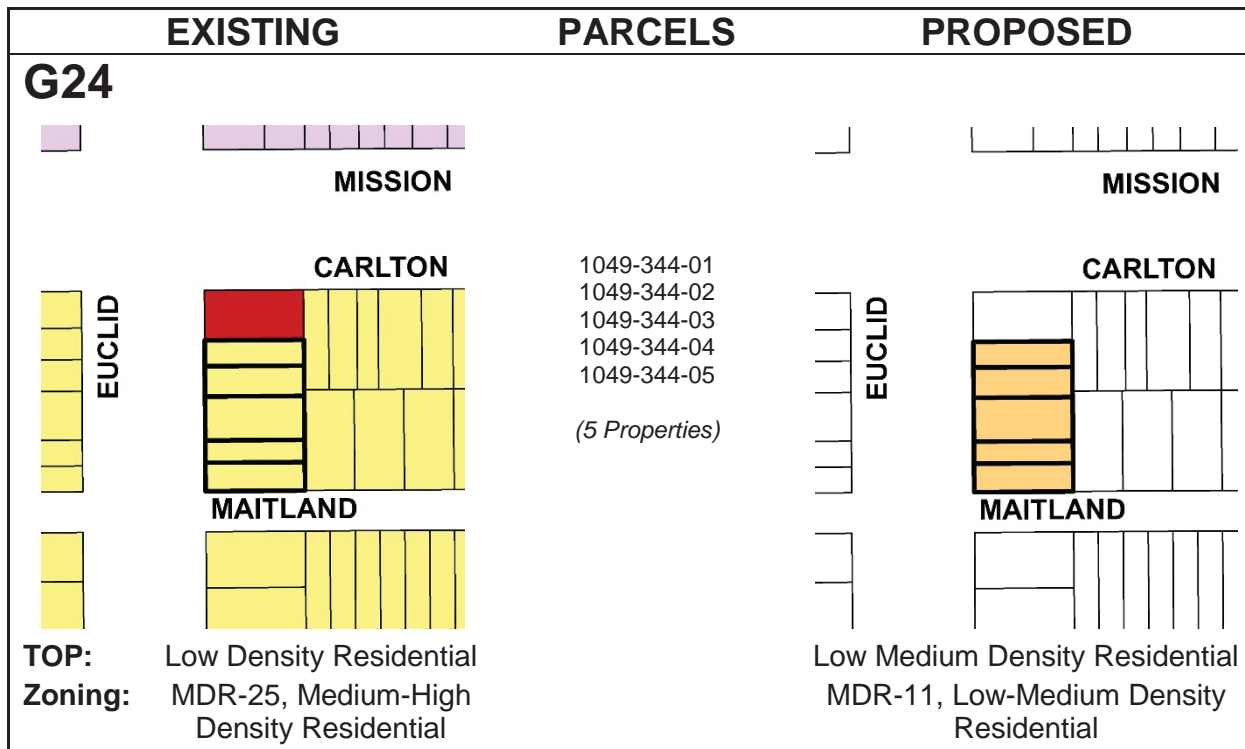 EXISTING PARCELS PROPOSED
G24
MISSION
CARLTON
EUCLID
MAITLAND
1049-344-01
1049-344-02
1049-344-03
1049-344-04
1049-344-05
(5 Properties)
MISSION
CARLTON
EUCLID
MAITLAND
TOP: Low Density Residential Low Medium Density Residential
Zoning: MDR-25, Medium-High MDR-11, Low-Medium Density
Density Residential Residential